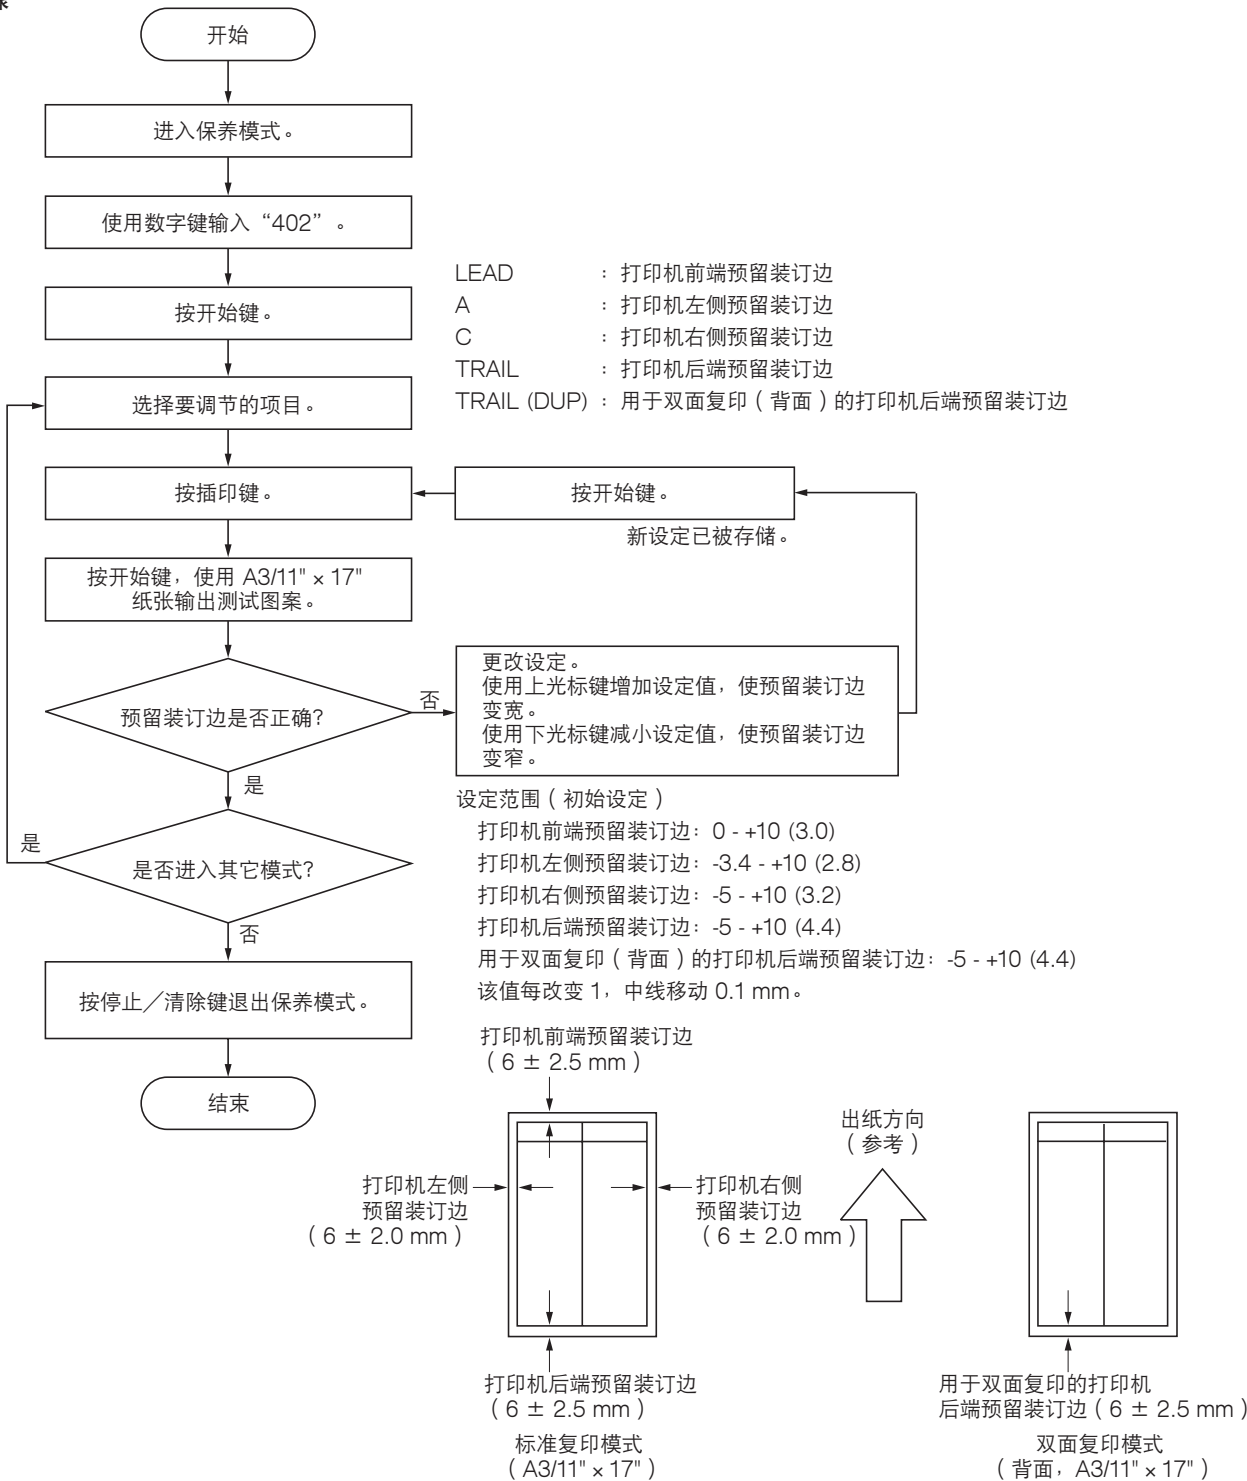 开始
进入保养模式。
使用数字键输入“402”。
按开始键。
LEAD : 打印机前端预留装订边
A : 打印机左侧预留装订边
C : 打印机右侧预留装订边
TRAIL : 打印机后端预留装订边
TRAIL (DUP) : 用于双面复印(背面)的打印机后端预留装订边
选择要调节的项目。
按插印键。
按开始键。
新设定已被存储。
按开始键，使用 A3/11" × 17"
纸张输出测试图案。
预留装订边是否正确?
否
更改设定。
使用上光标键增加设定值，使预留装订边
变宽。
使用下光标键减小设定值，使预留装订边
变窄。
是
是否进入其它模式?
是
否
按停止／清除键退出保养模式。
结束
设定范围(初始设定)
打印机前端预留装订边：0 - +10 (3.0)
打印机左侧预留装订边：-3.4 - +10 (2.8)
打印机右侧预留装订边：-5 - +10 (3.2)
打印机后端预留装订边：-5 - +10 (4.4)
用于双面复印(背面)的打印机后端预留装订边：-5 - +10 (4.4)
该值每改变 1，中线移动 0.1 mm。
打印机前端预留装订边
(6 ± 2.5 mm)
打印机左侧
预留装订边
(6 ± 2.0 mm)
打印机右侧
预留装订边
(6 ± 2.0 mm)
出纸方向
(参考)
打印机后端预留装订边
(6 ± 2.5 mm)
标准复印模式
(A3/11" × 17")
用于双面复印的打印机
后端预留装订边(6 ± 2.5 mm)
双面复印模式
(背面，A3/11" × 17")